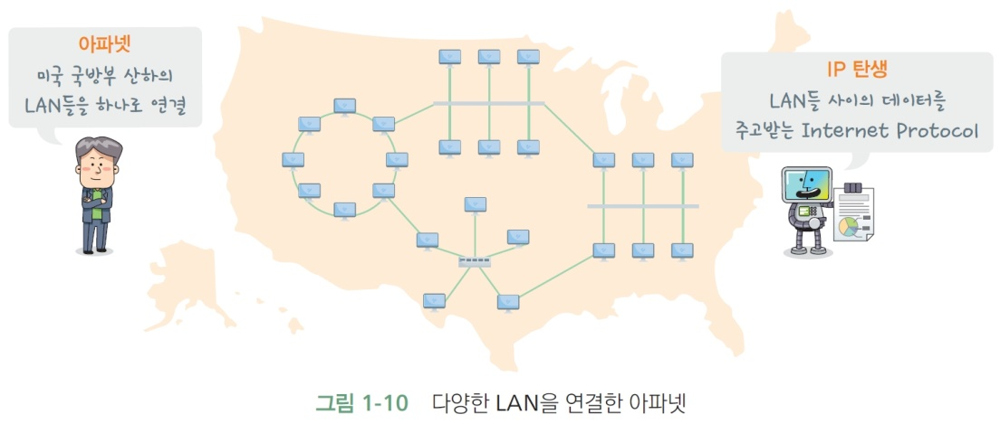 아파넷
미국 국방부 산하의
LAN들을 하나로 연결
IP 탄생
LAN들 사이의 데이터를
주고받는 Internet Protocol
그림 1-10 다양한 LAN을 연결한 아파넷